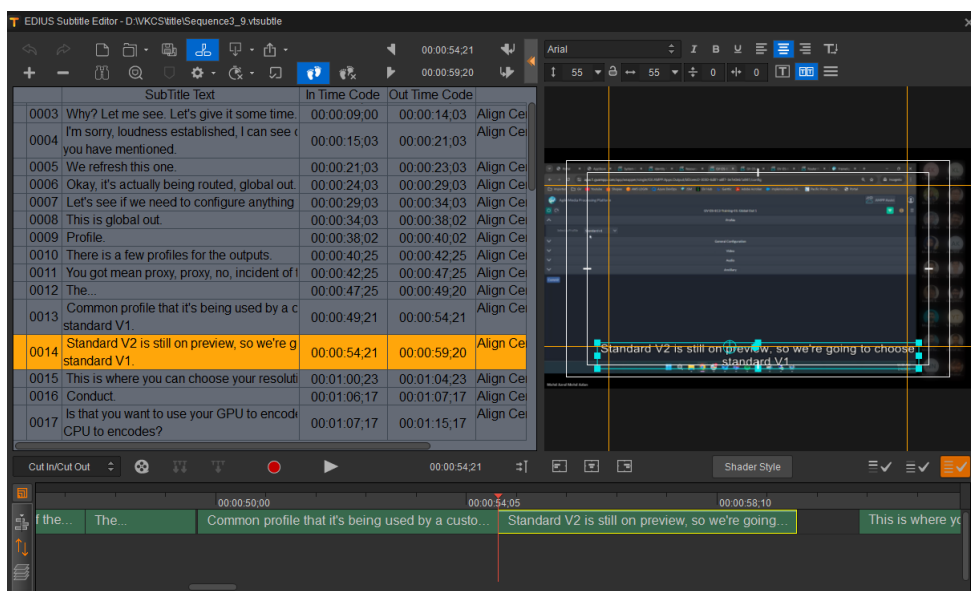 EDIUS Subtitle Editor - D:\VKCS\title\Sequence3_9.vtsubtle
00:00:54;21
00:00:59;20
Arial
I B U
55 55 0 0
SubTitle Text In Time Code Out Time Code
0003 Why? Let me see. Let's give it some time. 00:00:09;00 00:00:14;03 Align Cei
0004 I'm sorry, loudness established, I can see 00:00:15;03 00:00:21;03 Align Cei
you have mentioned.
0005 We refresh this one. 00:00:21;03 00:00:23;03 Align Cei
0006 Okay, it's actually being routed, global out. 00:00:24;03 00:00:29;03 Align Cei
0007 Let's see if we need to configure anything 00:00:29;03 00:00:34;03 Align Cei
0008 This is global out. 00:00:34;03 00:00:38;02 Align Cei
0009 Profile. 00:00:38;02 00:00:40;02 Align Cei
0010 There is a few profiles for the outputs. 00:00:40;25 00:00:42;25 Align Cei
0011 You got mean proxy, proxy, no, incident of 00:00:42;25 00:00:47;25 Align Cei
0012 The... 00:00:47;25 00:00:49;20 Align Cei
0013 Common profile that it's being used by a c 00:00:49;21 00:00:54;21 Align Cei
standard V1.
0014 Standard V2 is still on preview, so we're g 00:00:54;21 00:00:59;20 Align Cei
standard V1.
0015 This is where you can choose your resoluti 00:01:00;23 00:01:04;23 Align Cei
0016 Conduct. 00:01:06;17 00:01:07;17 Align Cei
0017 Is that you want to use your GPU to encod 00:01:07;17 00:01:15;17 Align Cei
CPU to encodes?
Standard V2 is still on preview, so we're going to choose
standard V1.
Cut In/Cut Out 00:00:54;21 Shader Style
00:00:50;00 00:00:54;05 00:00:58;10
f the... The... Common profile that it's being used by a custo... Standard V2 is still on preview, so we're going... This is where yo